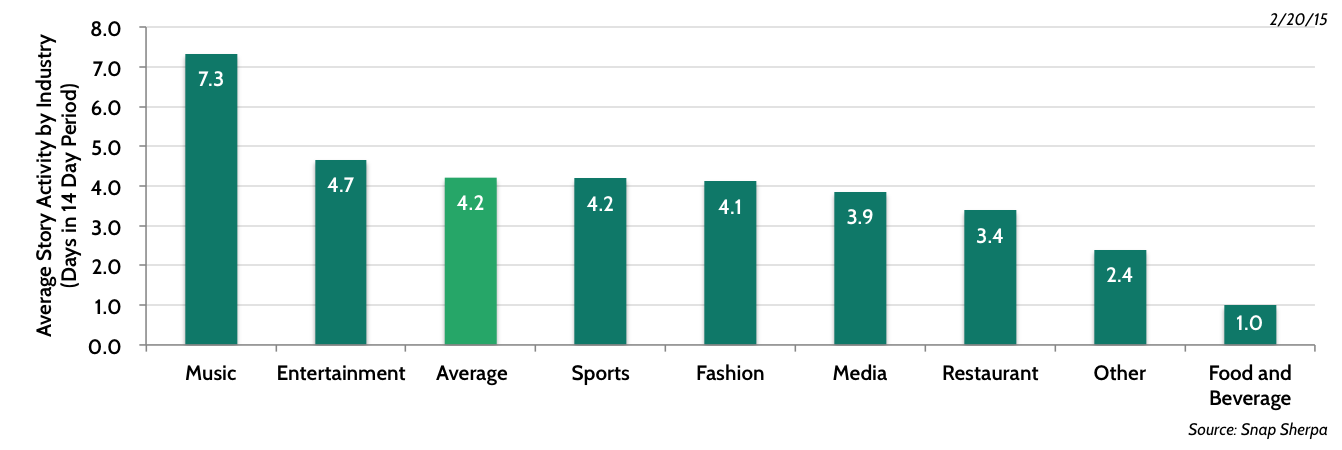 2/20/15
Average Story Activity by Industry
(Days in 14 Day Period)
8.0
7.0
6.0
5.0
4.0
3.0
2.0
1.0
0.0
7.3
4.7
4.2
4.2
4.1
3.9
3.4
2.4
1.0
Music
Entertainment
Average
Sports
Fashion
Media
Restaurant
Other
Food and
Beverage
Source: Snap Sherpa